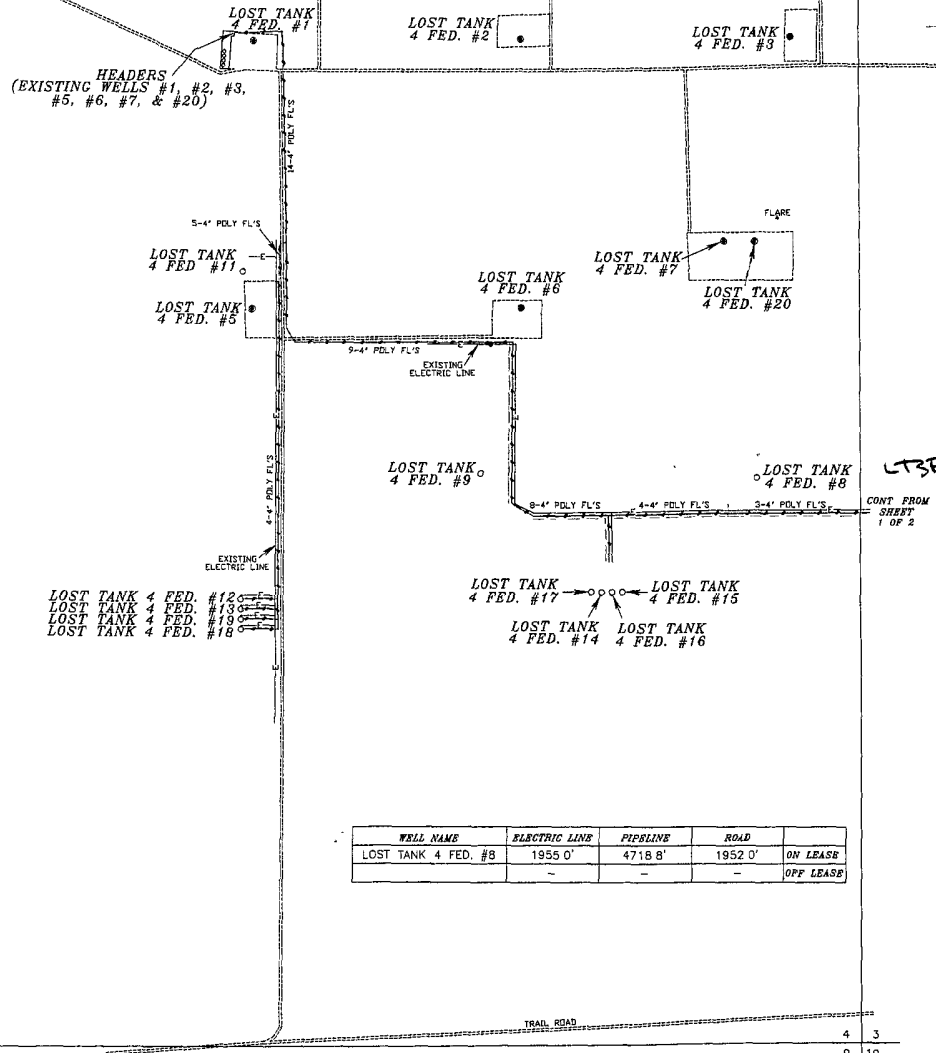 LOST TANK
4 FED. #1
LOST TANK
4 FED. #2
LOST TANK
4 FED. #3
HEADERS
(EXISTING WELLS #1, #2, #3,
#5, #6, #7, & #20)
14-4" POLY FL'S
5-4" POLY FL'S
FLARE
LOST TANK
4 FED #11
E
LOST TANK
4 FED. #7
LOST TANK
4 FED. #6
LOST TANK
4 FED. #20
LOST TANK
4 FED. #5
9-4" POLY FL'S
E
EXISTING
ELECTRIC LINE
E
4-4" POLY FL'S
LOST TANK
4 FED. #9
LOST TANK
4 FED. #8
8-4" POLY FL'S
E
4-4" POLY FL'S
3-4" POLY FL'S
E
CONT FROM
SHEET
1 OF 2
EXISTING
ELECTRIC LINE
LOST TANK 4 FED. #12
E
LOST TANK 4 FED. #13
E
LOST TANK 4 FED. #19
E
LOST TANK 4 FED. #18
E
LOST TANK
4 FED. #17
LOST TANK
4 FED. #15
LOST TANK
4 FED. #14
LOST TANK
4 FED. #16
E
WELL NAME ELECTRIC LINE PIPELINE ROAD
LOST TANK 4 FED. #8 1955 0' 4718 8' 1952 0' ON LEASE
- - - OFF LEASE
TRAIL ROAD
4 3
9 10